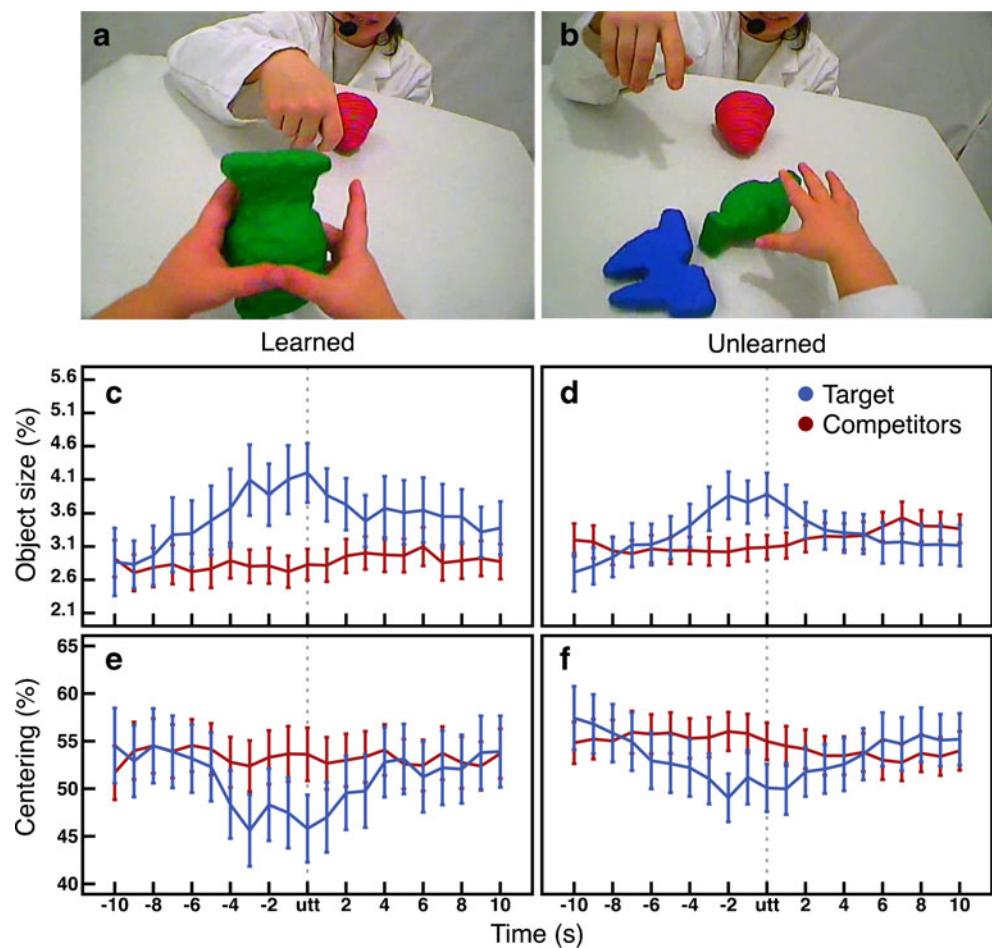 a
b
Learned
Unlearned
Object size (%)
5.6
5.1
4.6
4.1
3.6
3.1
2.6
2.1
c
d
Target
Competitors
Centering (%)
65
60
55
50
45
40
e
f
-10 -8 -6 -4 -2 utt 2 4 6 8 10
-10 -8 -6 -4 -2 utt 2 4 6 8 10
Time (s)